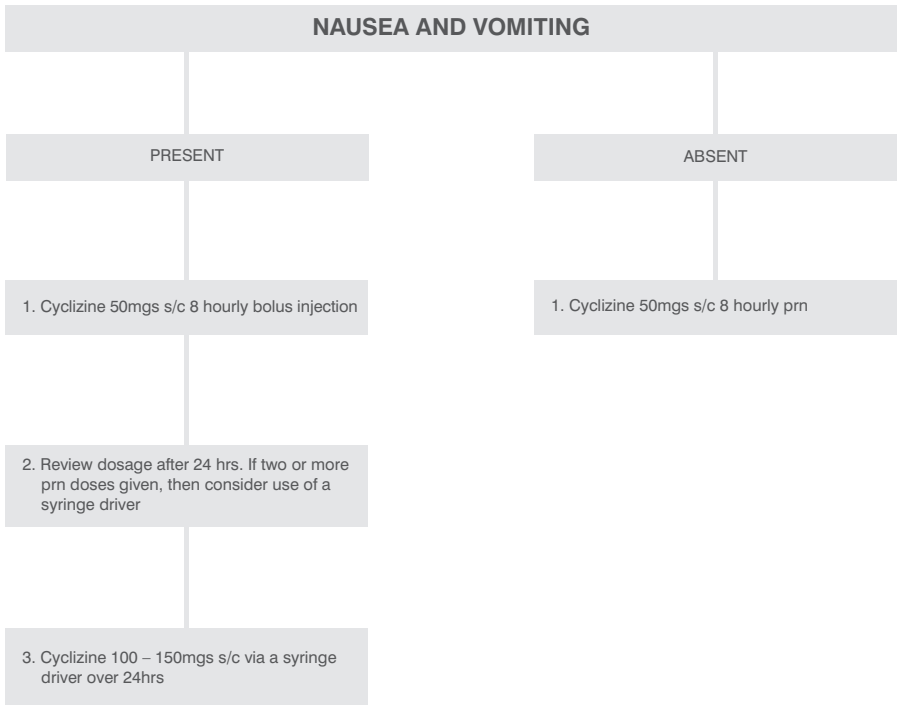 NAUSEA AND VOMITING
PRESENT
ABSENT
1. Cyclizine 50mgs s/c 8 hourly bolus injection
1. Cyclizine 50mgs s/c 8 hourly prn
2. Review dosage after 24 hrs. If two or more
prn doses given, then consider use of a
syringe driver
3. Cyclizine 100 – 150mgs s/c via a syringe
driver over 24hrs